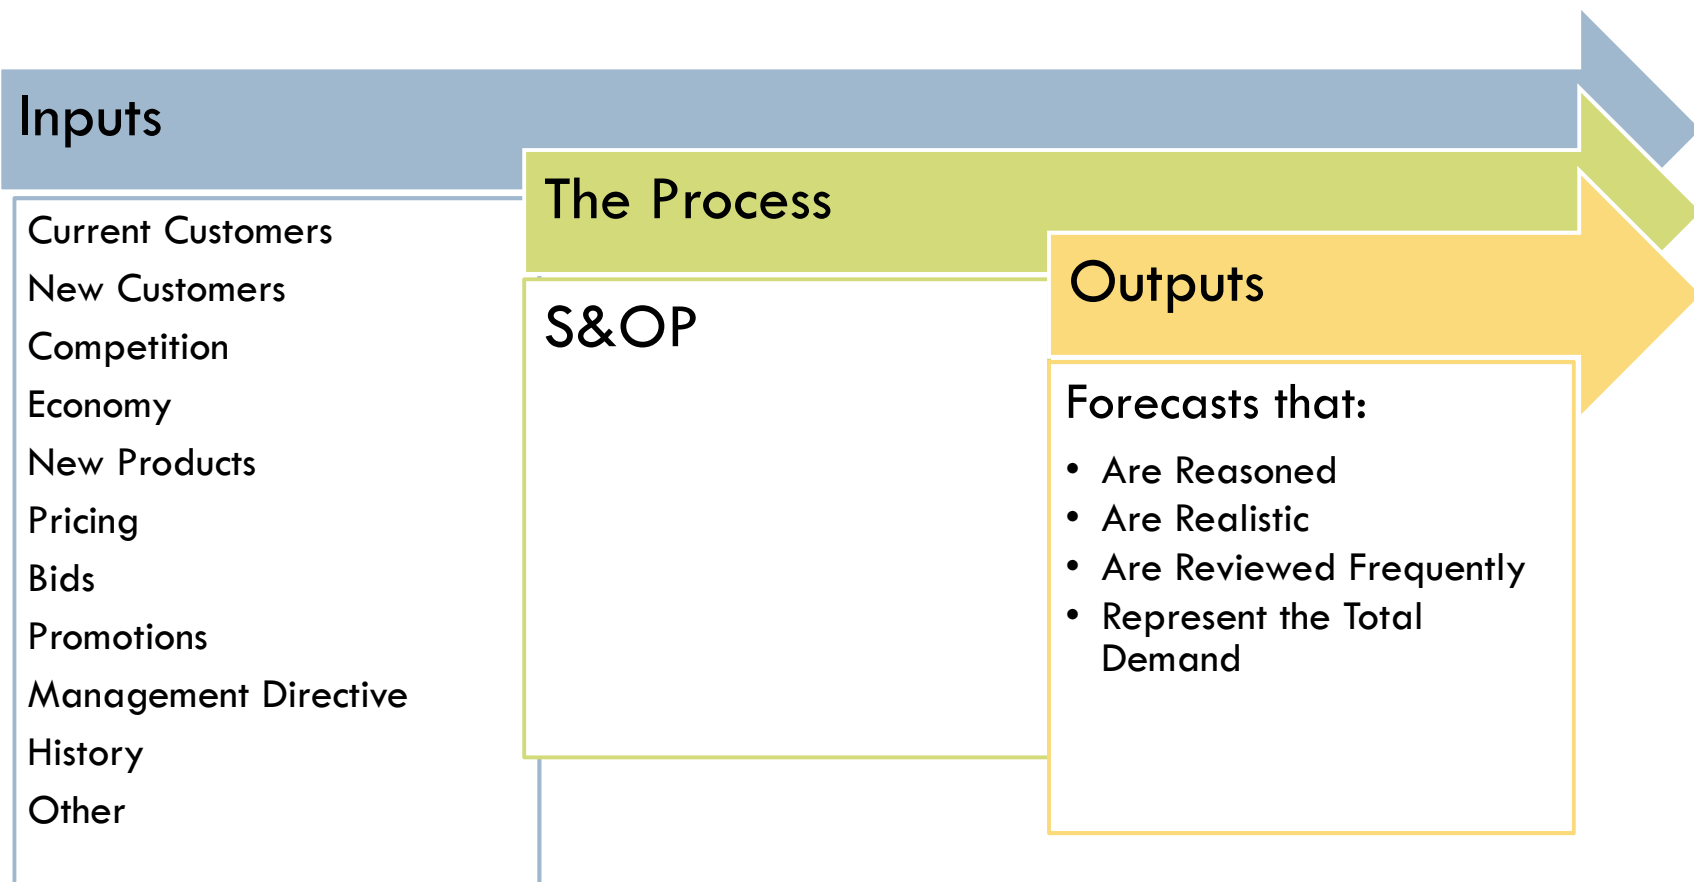 Inputs
Current Customers
New Customers
Competition
Economy
New Products
Pricing
Bids
Promotions
Management Directive
History
Other
The Process
S&OP
Outputs
Forecasts that:
• Are Reasoned
• Are Realistic
• Are Reviewed Frequently
• Represent the Total
Demand